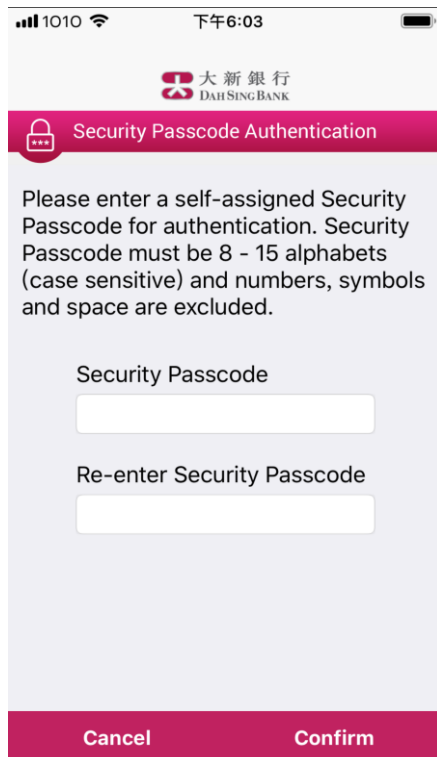 1010 下午6:03
大新銀行
DAH SING BANK
*** Security Passcode Authentication
Please enter a self-assigned Security
Passcode for authentication. Security
Passcode must be 8 - 15 alphabets
(case sensitive) and numbers, symbols
and space are excluded.
Security Passcode
Re-enter Security Passcode
Cancel Confirm